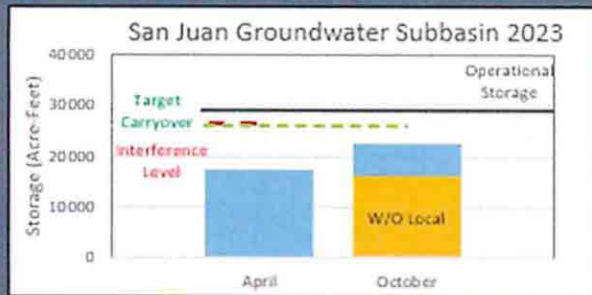 San Juan Groundwater Subbasin 2023
Storage (Acre-Feet)
40000
30000
20000
10000
0
Operational
Storage
Target
Carryover
Interference
Level
W/O Local
April
October